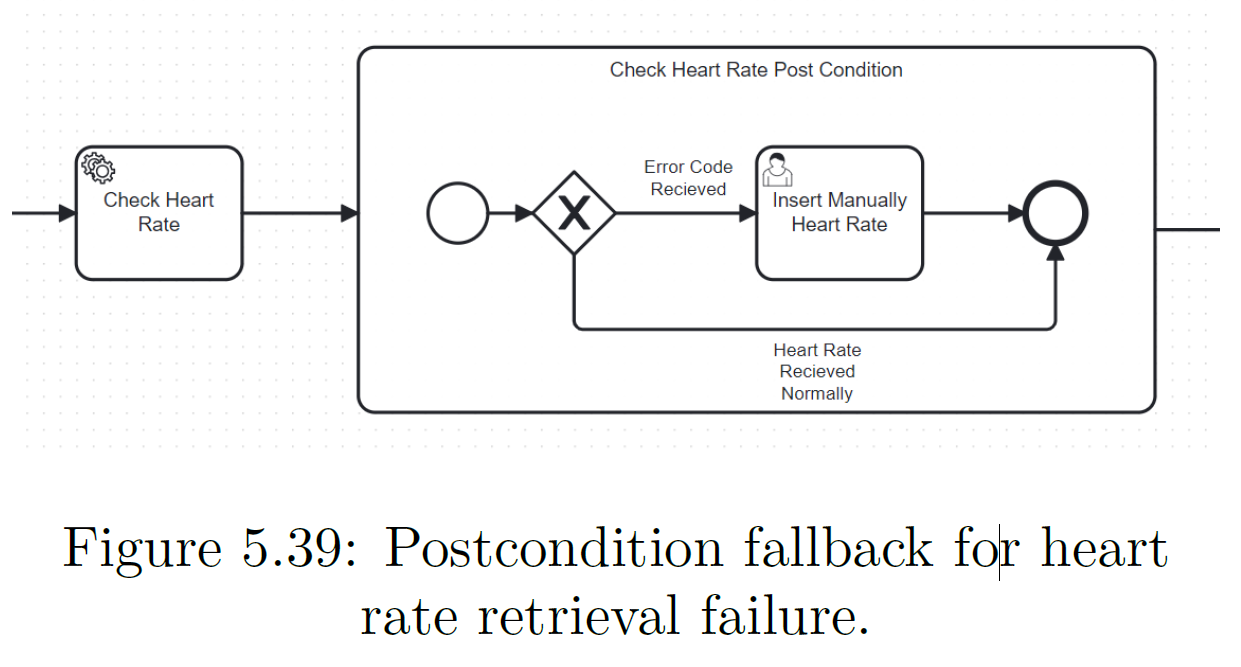 Check Heart Rate Post Condition
Check Heart
Rate
Error Code
Recieved
Insert Manually
Heart Rate
Heart Rate
Recieved
Normally
Figure 5.39: Postcondition fallback for heart
rate retrieval failure.